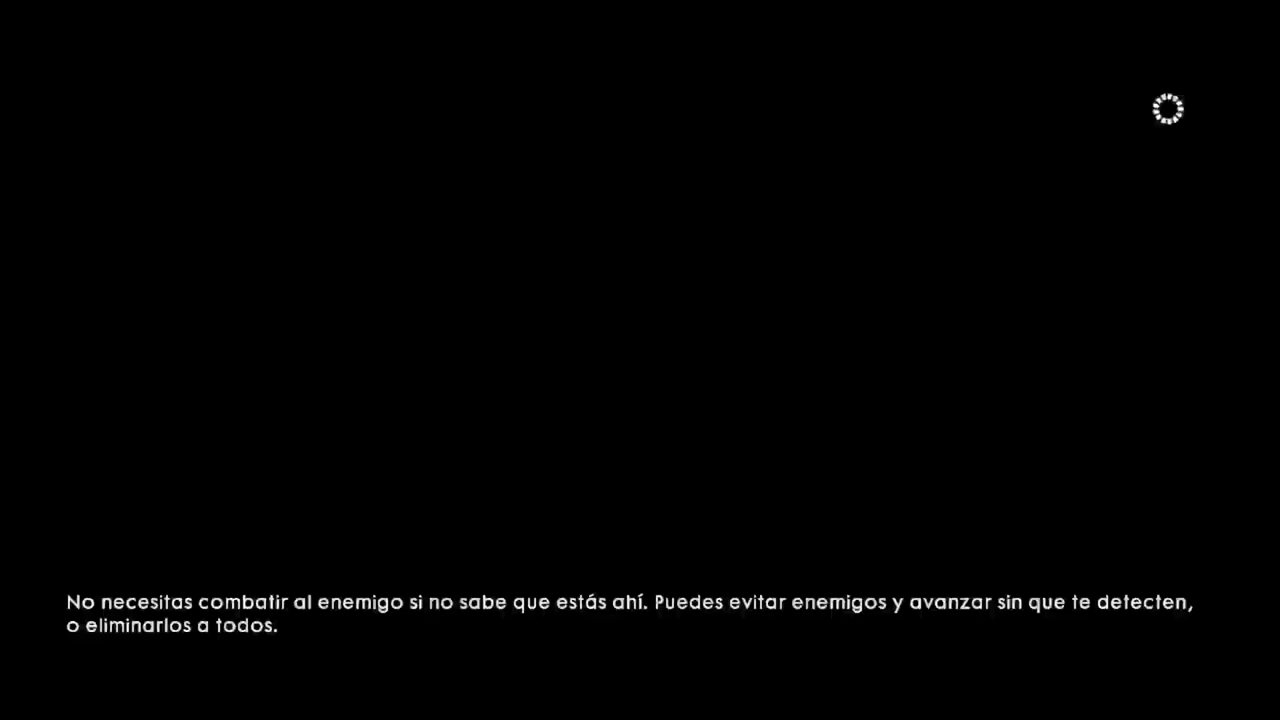 No necesitas combatir al enemigo si no sabe que estás ahí. Puedes evitar enemigos y avanzar sin que te detecten,
o eliminarlos a todos.